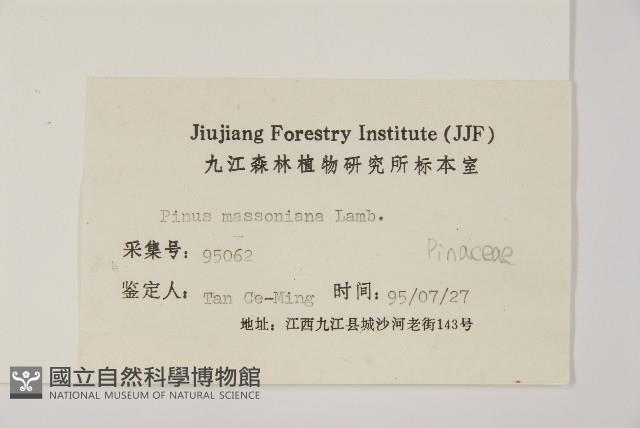 Jiujiang Forestry Institute (JJF)
九江森林植物研究所标本室
Pinus massoniana Lamb.
采集号: 95062
Pinaceae
鉴定人: Tan Ce-Ming 时间: 95/07/27
地址: 江西九江县城沙河老街143号
國立自然科學博物館
NATIONAL MUSEUM OF NATURAL SCIENCE